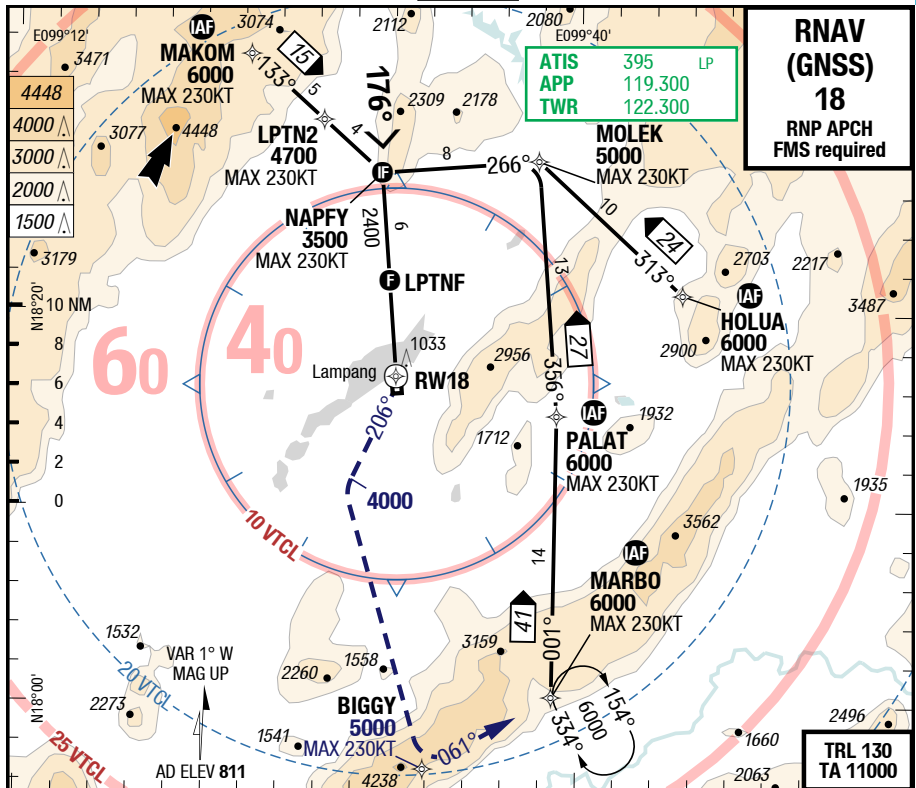 E099°12'
3074
IAF
MAKOM
6000
MAX 230KT
15
133°
5
2112
2080
E099°40'
RNAV
(GNSS)
18
RNP APCH
FMS required
ATIS 395 LP
APP 119.300
TWR 122.300
3471
4448
4000
3000
2000
1500
3077
4448
176°
2309
2178
LPTN2
4700
MAX 230KT
4
MOLEK
5000
MAX 230KT
8
266°
IF
NAPFY
3500
MAX 230KT
2400
6
10
24
313°
3179
F LPTNF
13
2703
2217
IAF
HOLUA
6000
MAX 230KT
3487
N18°20'
10 NM
8
6
4
2
0
60
40
1033
Lampang
RW18
2956
27
356°
2900
206°
IAF
PALAT
6000
MAX 230KT
1932
1712
4000
1935
10 VTCL
14
3562
IAF
MARBO
6000
MAX 230KT
41
001°
1532
VAR 1° W
MAG UP
3159
2260
1558
20 VTCL
2273
N18°00'
BIGGY
5000
MAX 230KT
061°
154°
6000
334°
1541
4238
25 VTCL
AD ELEV 811
1660
2496
2063
TRL 130
TA 11000